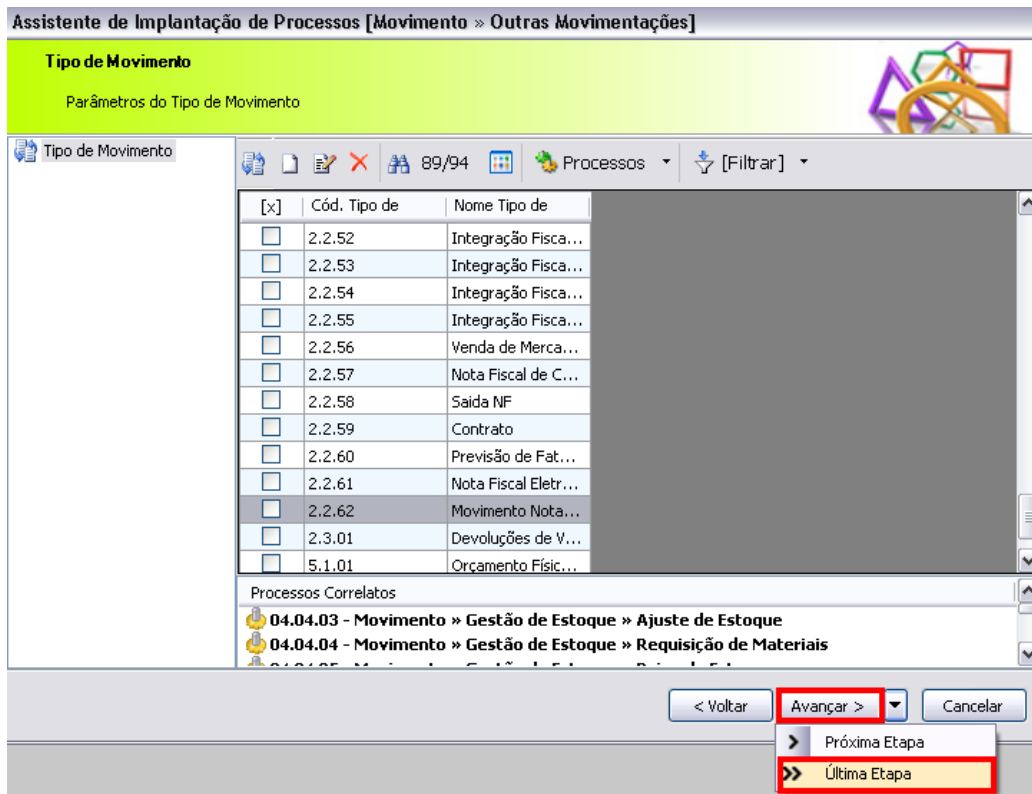 Assistente de Implantação de Processos [Movimento » Outras Movimentações]
Tipo de Movimento
Parâmetros do Tipo de Movimento
Tipo de Movimento
89/94 Processos [Filtrar]
[x] Cód. Tipo de Nome Tipo de
2.2.52 Integração Fisca...
2.2.53 Integração Fisca...
2.2.54 Integração Fisca...
2.2.55 Integração Fisca...
2.2.56 Venda de Merca...
2.2.57 Nota Fiscal de C...
2.2.58 Saida NF
2.2.59 Contrato
2.2.60 Previsão de Fat...
2.2.61 Nota Fiscal Eletr...
2.2.62 Movimento Nota...
2.3.01 Devoluções de V...
5.1.01 Orçamento Físic...
Processos Correlatos
04.04.03 - Movimento » Gestão de Estoque » Ajuste de Estoque
04.04.04 - Movimento » Gestão de Estoque » Requisição de Materiais
< Voltar Avançar > Cancelar
Próxima Etapa
Última Etapa